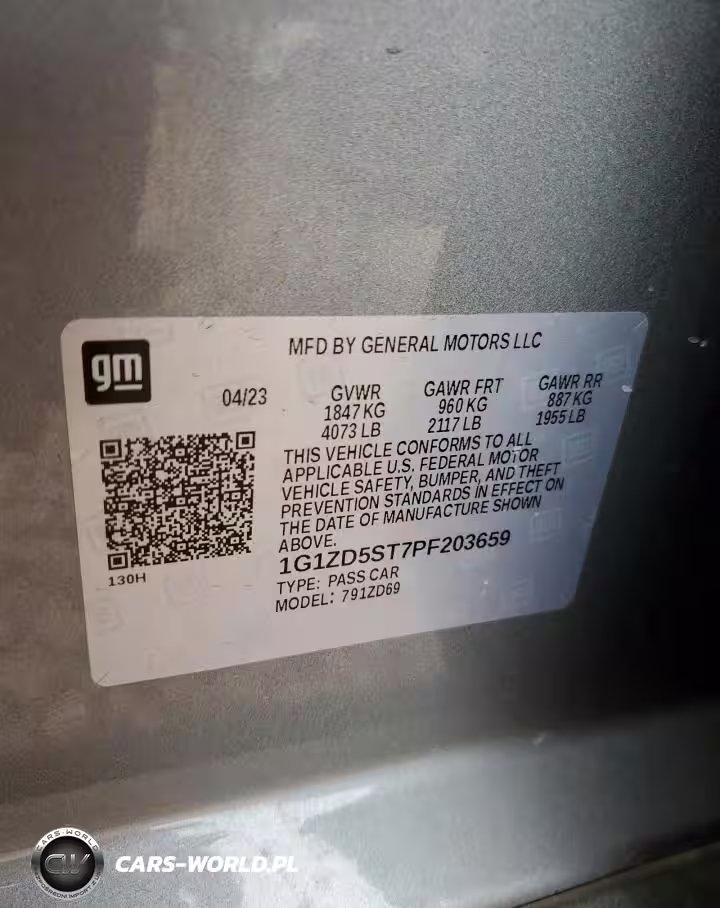 gm
MFD BY GENERAL MOTORS LLC
04/23
GVWR
1847 KG
4073 LB
GAWR FRT
960 KG
2117 LB
GAWR RR
887 KG
1955 LB
THIS VEHICLE CONFORMS TO ALL
APPLICABLE U.S. FEDERAL MOTOR
VEHICLE SAFETY, BUMPER, AND THEFT
PREVENTION STANDARDS IN EFFECT ON
THE DATE OF MANUFACTURE SHOWN
ABOVE.
1G1ZD5ST7PF203659
TYPE: PASS CAR
MODEL: 791ZD69
130H
CARS-WORLD
CW
CARS-WORLD.PL